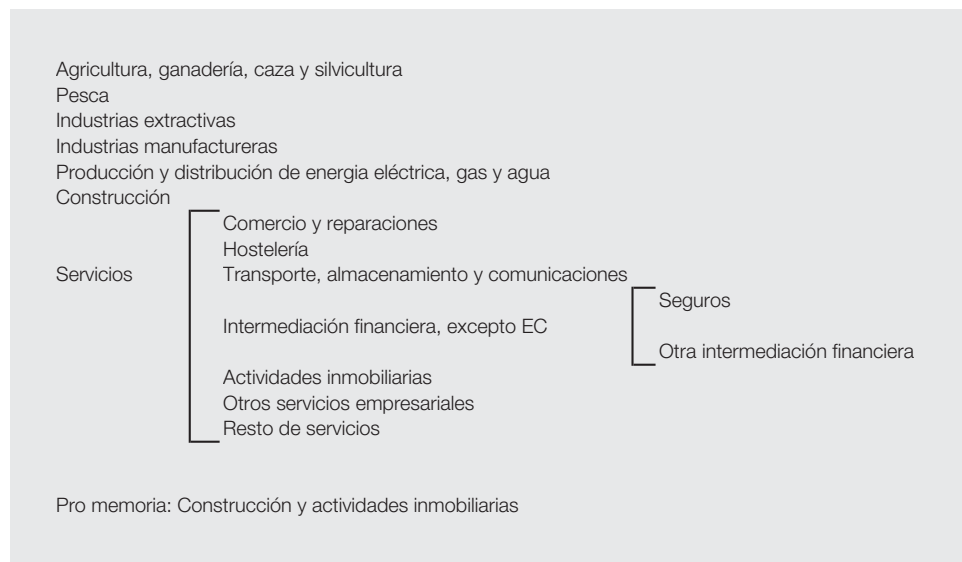 Agricultura, ganadería, caza y silvicultura
Pesca
Industrias extractivas
Industrias manufactureras
Producción y distribución de energia eléctrica, gas y agua
Construcción
Servicios
Comercio y reparaciones
Hostelería
Transporte, almacenamiento y comunicaciones
Intermediación financiera, excepto EC
Seguros
Otra intermediación financiera
Actividades inmobiliarias
Otros servicios empresariales
Resto de servicios
Pro memoria: Construcción y actividades inmobiliarias